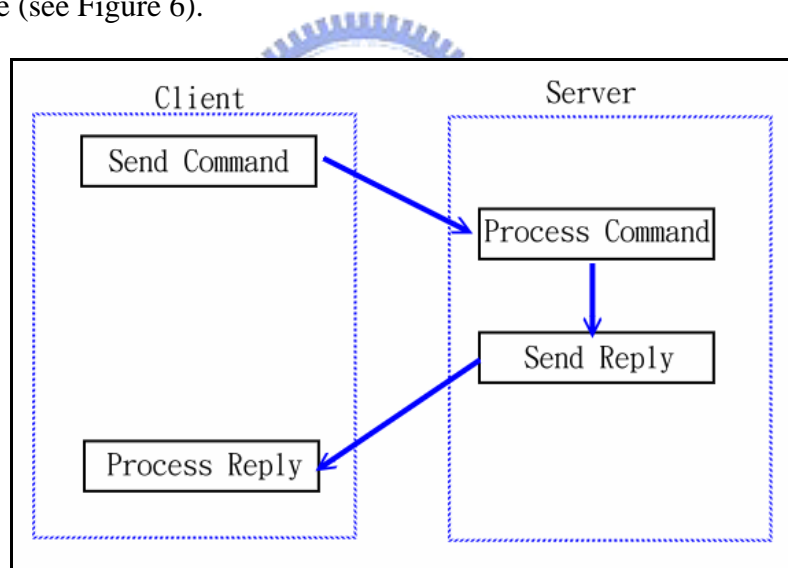 e (see Figure 6).
Client
Server
Send Command
Process Command
Send Reply
Process Reply